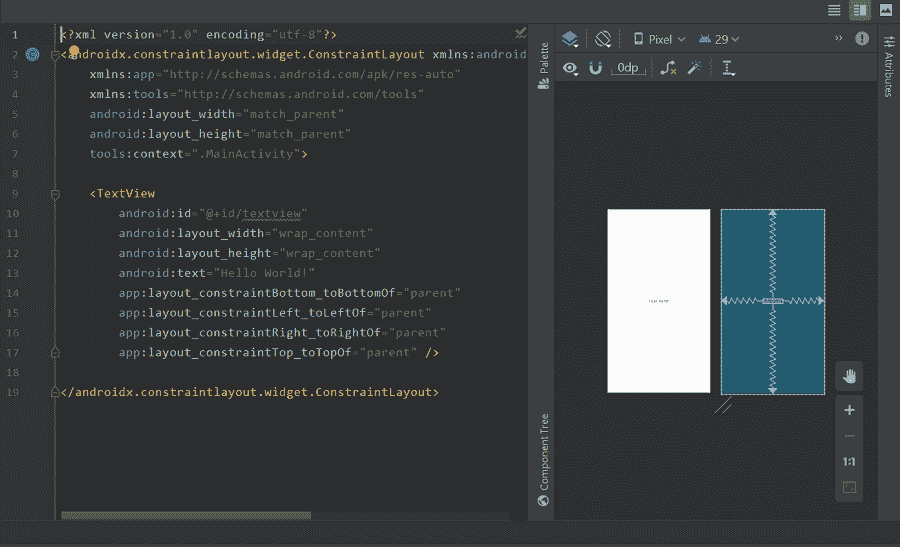 Pixel
29
1 <?xml version="1.0" encoding="utf-8"?>
2 <androidx.constraintlayout.widget.ConstraintLayout xmlns:android
3 xmlns:app="http://schemas.android.com/apk/res-auto"
4 xmlns:tools="http://schemas.android.com/tools"
5 android:layout_width="match_parent"
6 android:layout_height="match_parent"
7 tools:context=".MainActivity">
8
9 <TextView
10 android:id="@+id/textview"
11 android:layout_width="wrap_content"
12 android:layout_height="wrap_content"
13 android:text="Hello World!"
14 app:layout_constraintBottom_toBottomOf="parent"
15 app:layout_constraintLeft_toLeftOf="parent"
16 app:layout_constraintRight_toRightOf="parent"
17 app:layout_constraintTop_toTopOf="parent" />
18
19 </androidx.constraintlayout.widget.ConstraintLayout>
Palette
Component Tree
0dp
1:1
Attributes